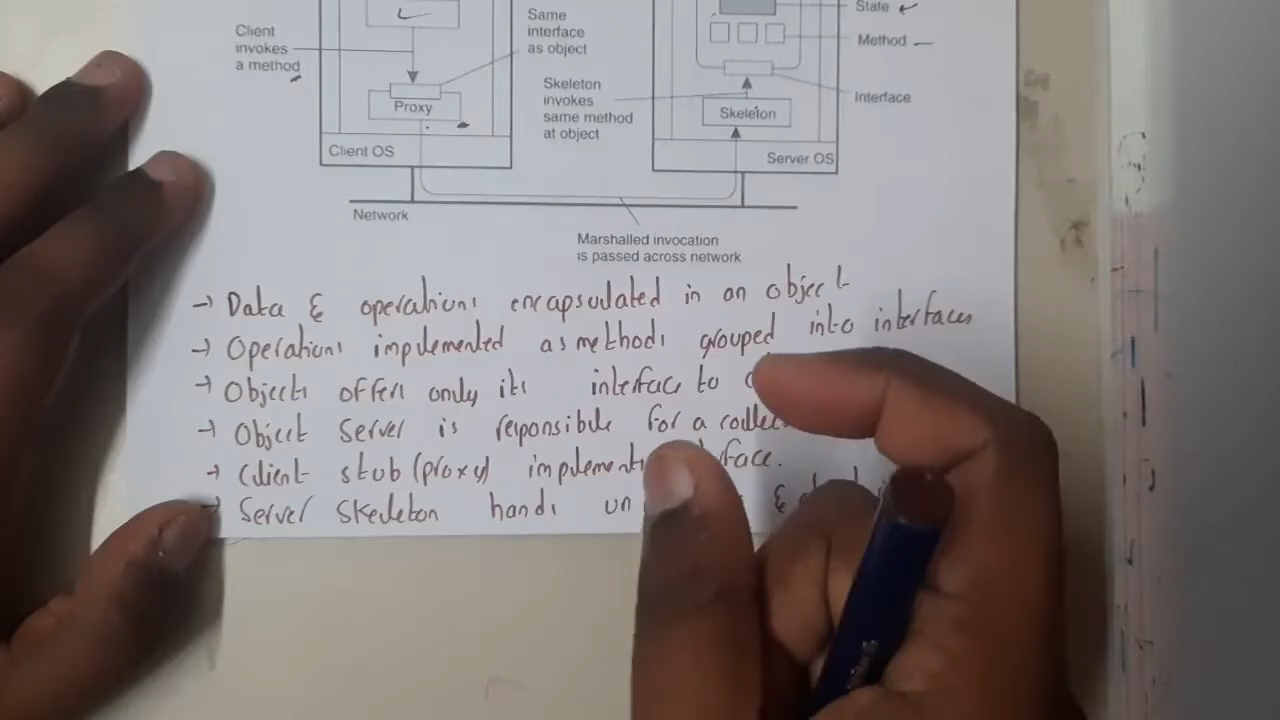 State
Same
interface
as object
Client
invokes
a method
Method
Skeleton
invokes
same method
at object
Interface
Proxy
Skeleton
Client OS
Server OS
Network
Marshalled invocation
is passed across network
→ Data & operations encapsulated in an object
→ Operations implemented as methods grouped into interfaces
→ Objects offers only its interface to
→ Object Server is responsible for a collec
→ Client stub (proxy) implements face.
→ Server Skeleton hands un &